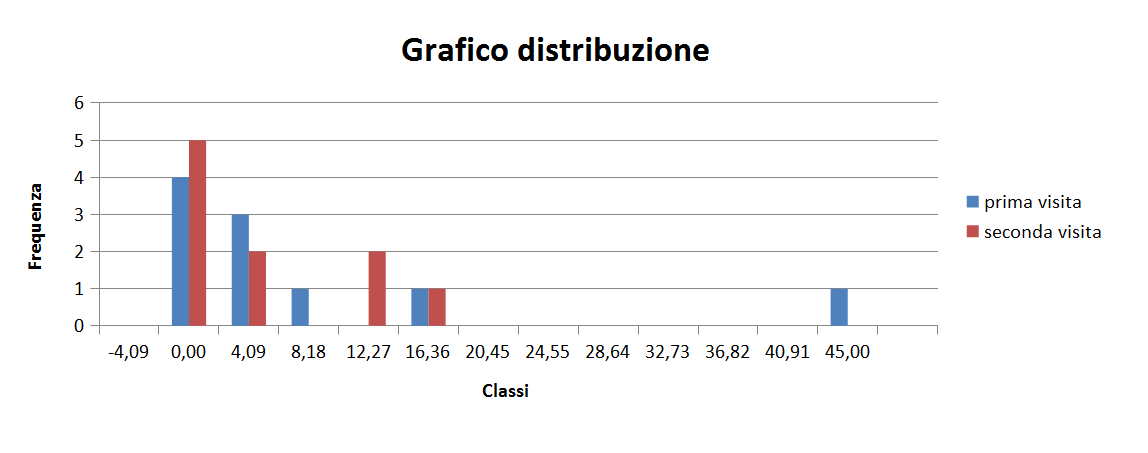 Grafico distribuzione
6
5
4
3
2
1
0
Frequenza
-4,09 0,00 4,09 8,18 12,27 16,36 20,45 24,55 28,64 32,73 36,82 40,91 45,00
Classi
prima visita
seconda visita